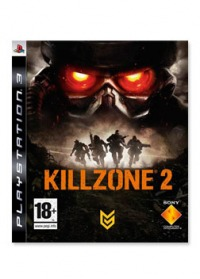 PLAYSTATION 3
KILLZONE 2
18+
www.pegi.info
SONY